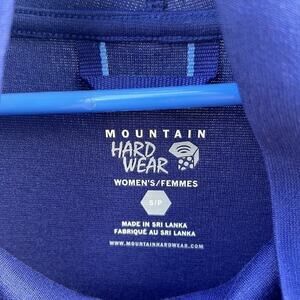 MOUNTAIN
HARD
WEAR
WOMEN'S/FEMMES
S/P
MADE IN SRI LANKA
FABRIQUÉ AU SRI LANKA
WWW.MOUNTAINHARDWEAR.COM